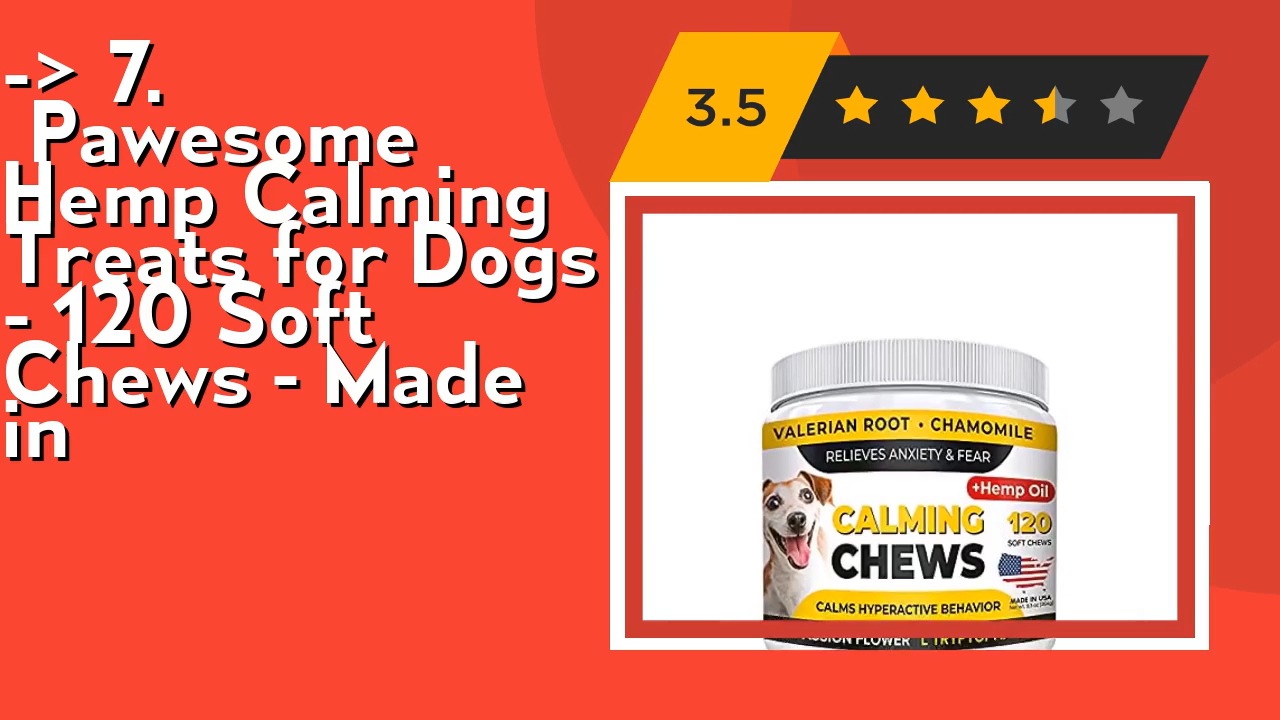 -> 7.
Pawesome
Hemp Calming
Treats for Dogs
- 120 Soft
Chews - Made
in
3.5
VALERIAN ROOT • CHAMOMILE
RELIEVES ANXIETY & FEAR
+Hemp Oil
CALMING
CHEWS
120
SOFT CHEWS
MADE IN USA
CALMS HYPERACTIVE BEHAVIOR
FLOWER